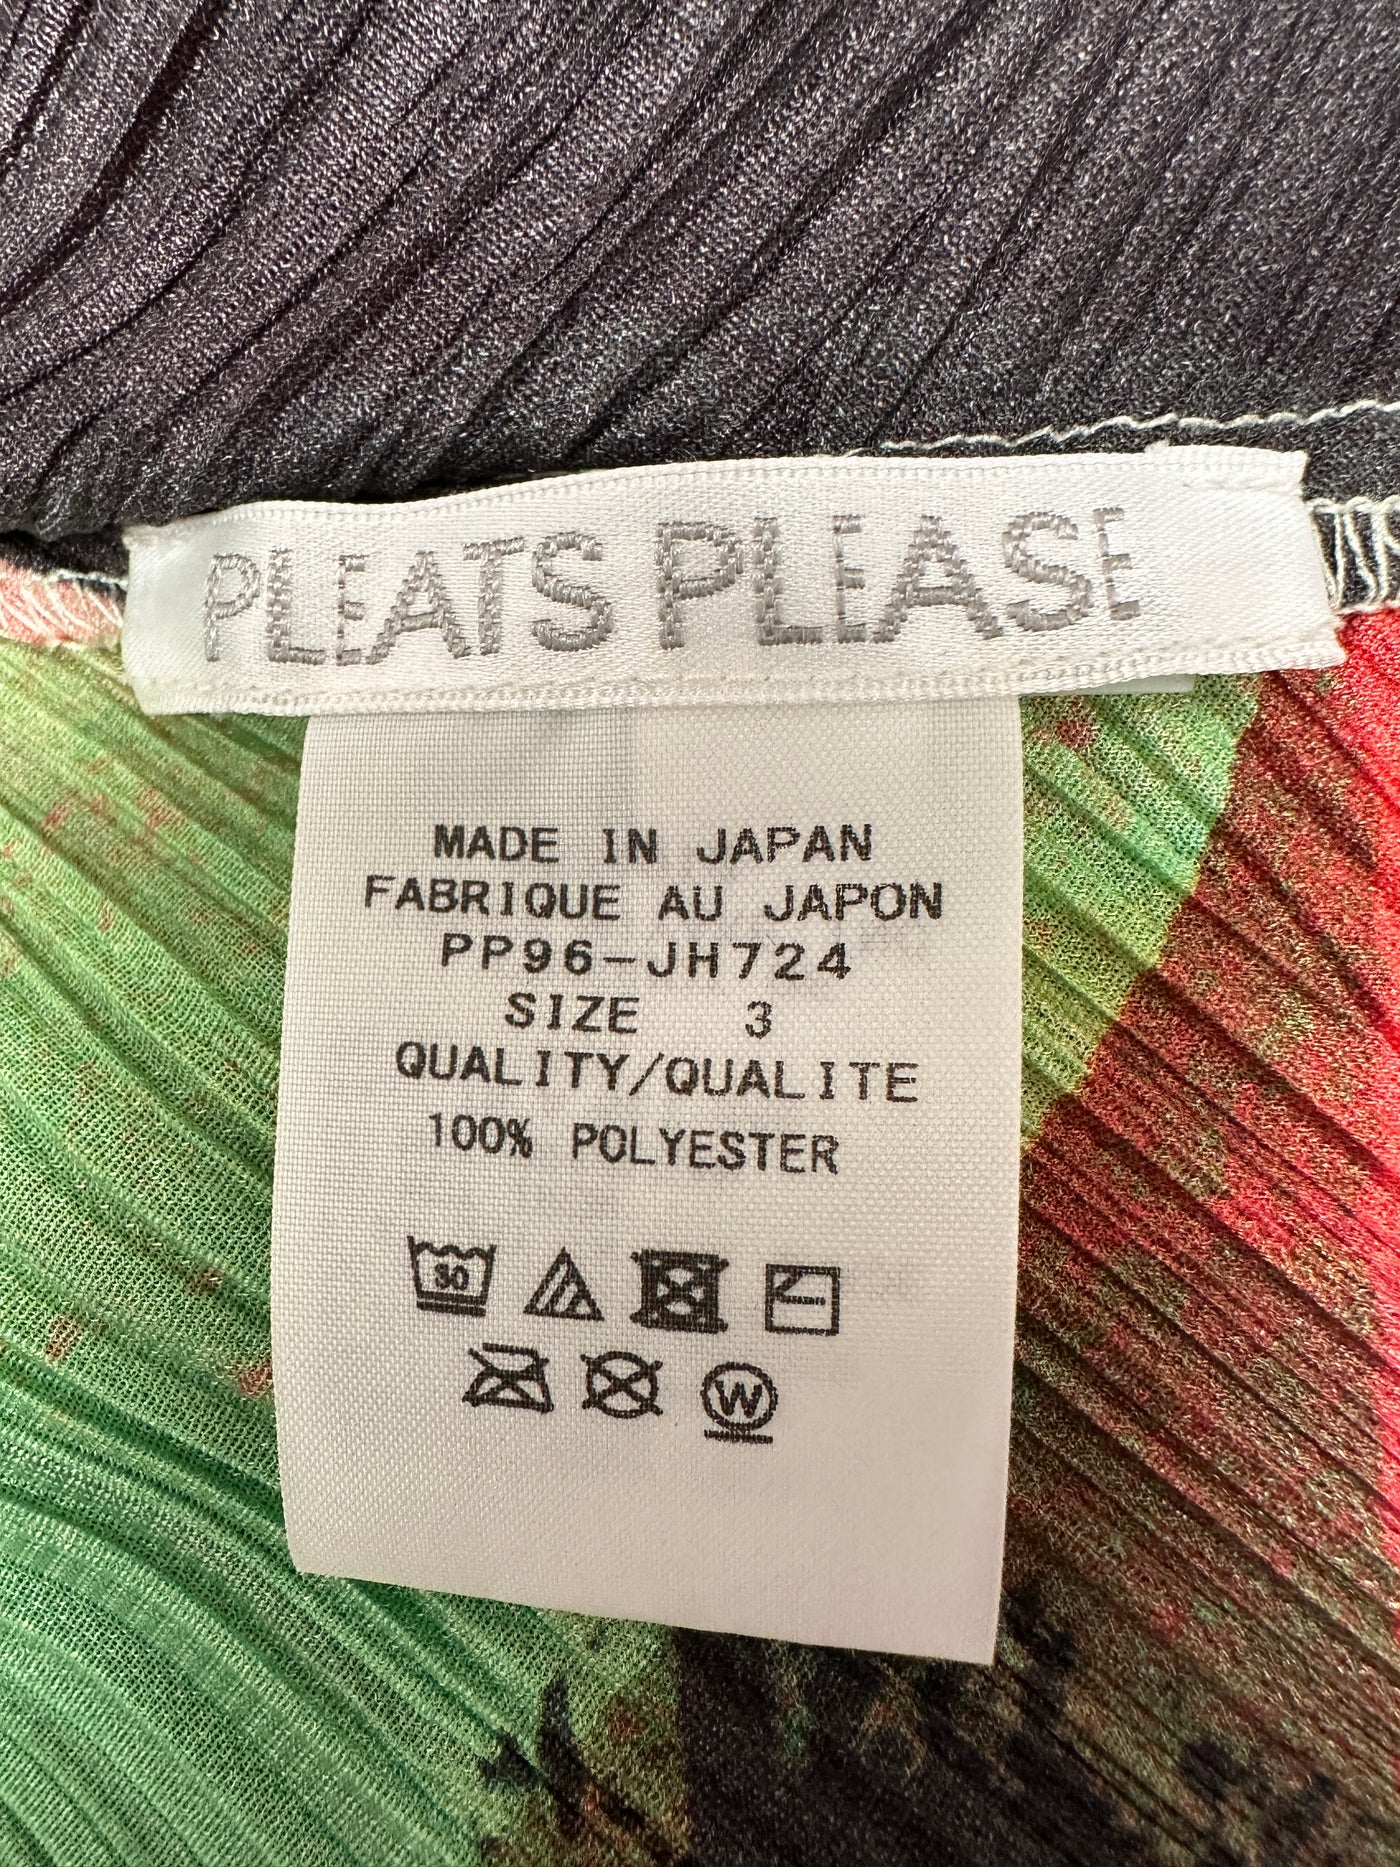 PLEATS PLEASE
MADE IN JAPAN
FABRIQUE AU JAPON
PP96-JH724
SIZE 3
QUALITY/QUALITE
100% POLYESTER
30
W